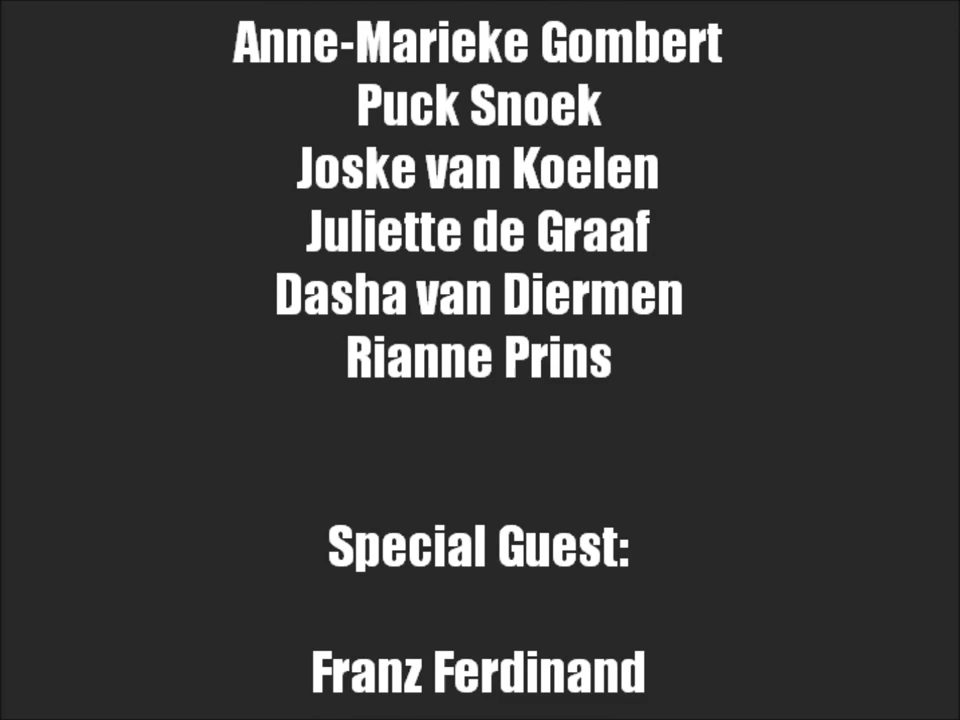 Anne-Marieke Gombert
Puck Snoek
Joske van Koelen
Juliette de Graaf
Dasha van Diermen
Rianne Prins
Special Guest:
Franz Ferdinand